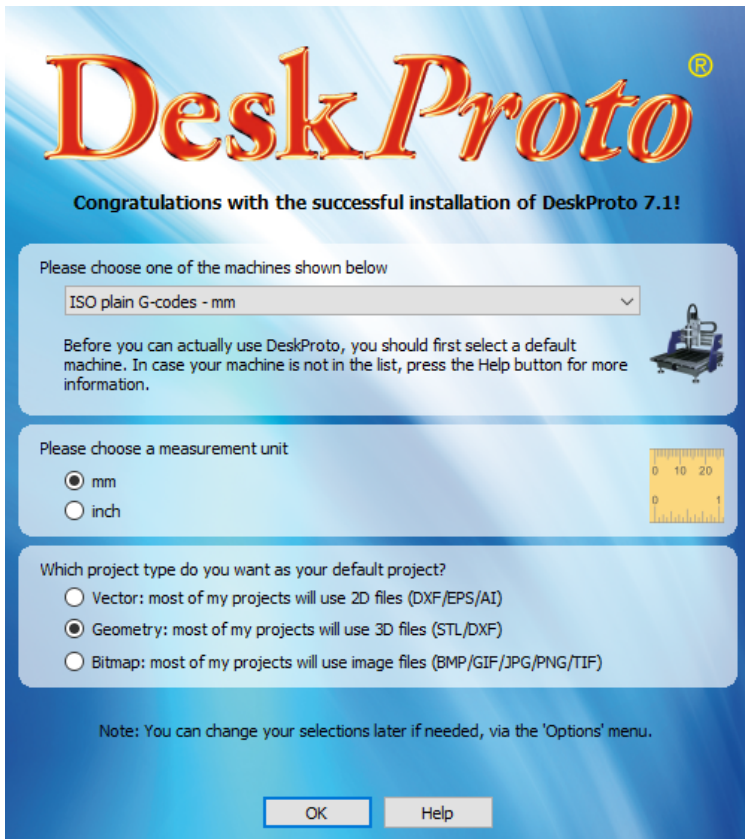 DeskProto®
Congratulations with the successful installation of DeskProto 7.1!
Please choose one of the machines shown below
ISO plain G-codes - mm
Before you can actually use DeskProto, you should first select a default
machine. In case your machine is not in the list, press the Help button for more
information.
Please choose a measurement unit
mm
inch
0 10 20
0 1
Which project type do you want as your default project?
Vector: most of my projects will use 2D files (DXF/EPS/AI)
Geometry: most of my projects will use 3D files (STL/DXF)
Bitmap: most of my projects will use image files (BMP/GIF/JPG/PNG/TIF)
Note: You can change your selections later if needed, via the 'Options' menu.
OK Help